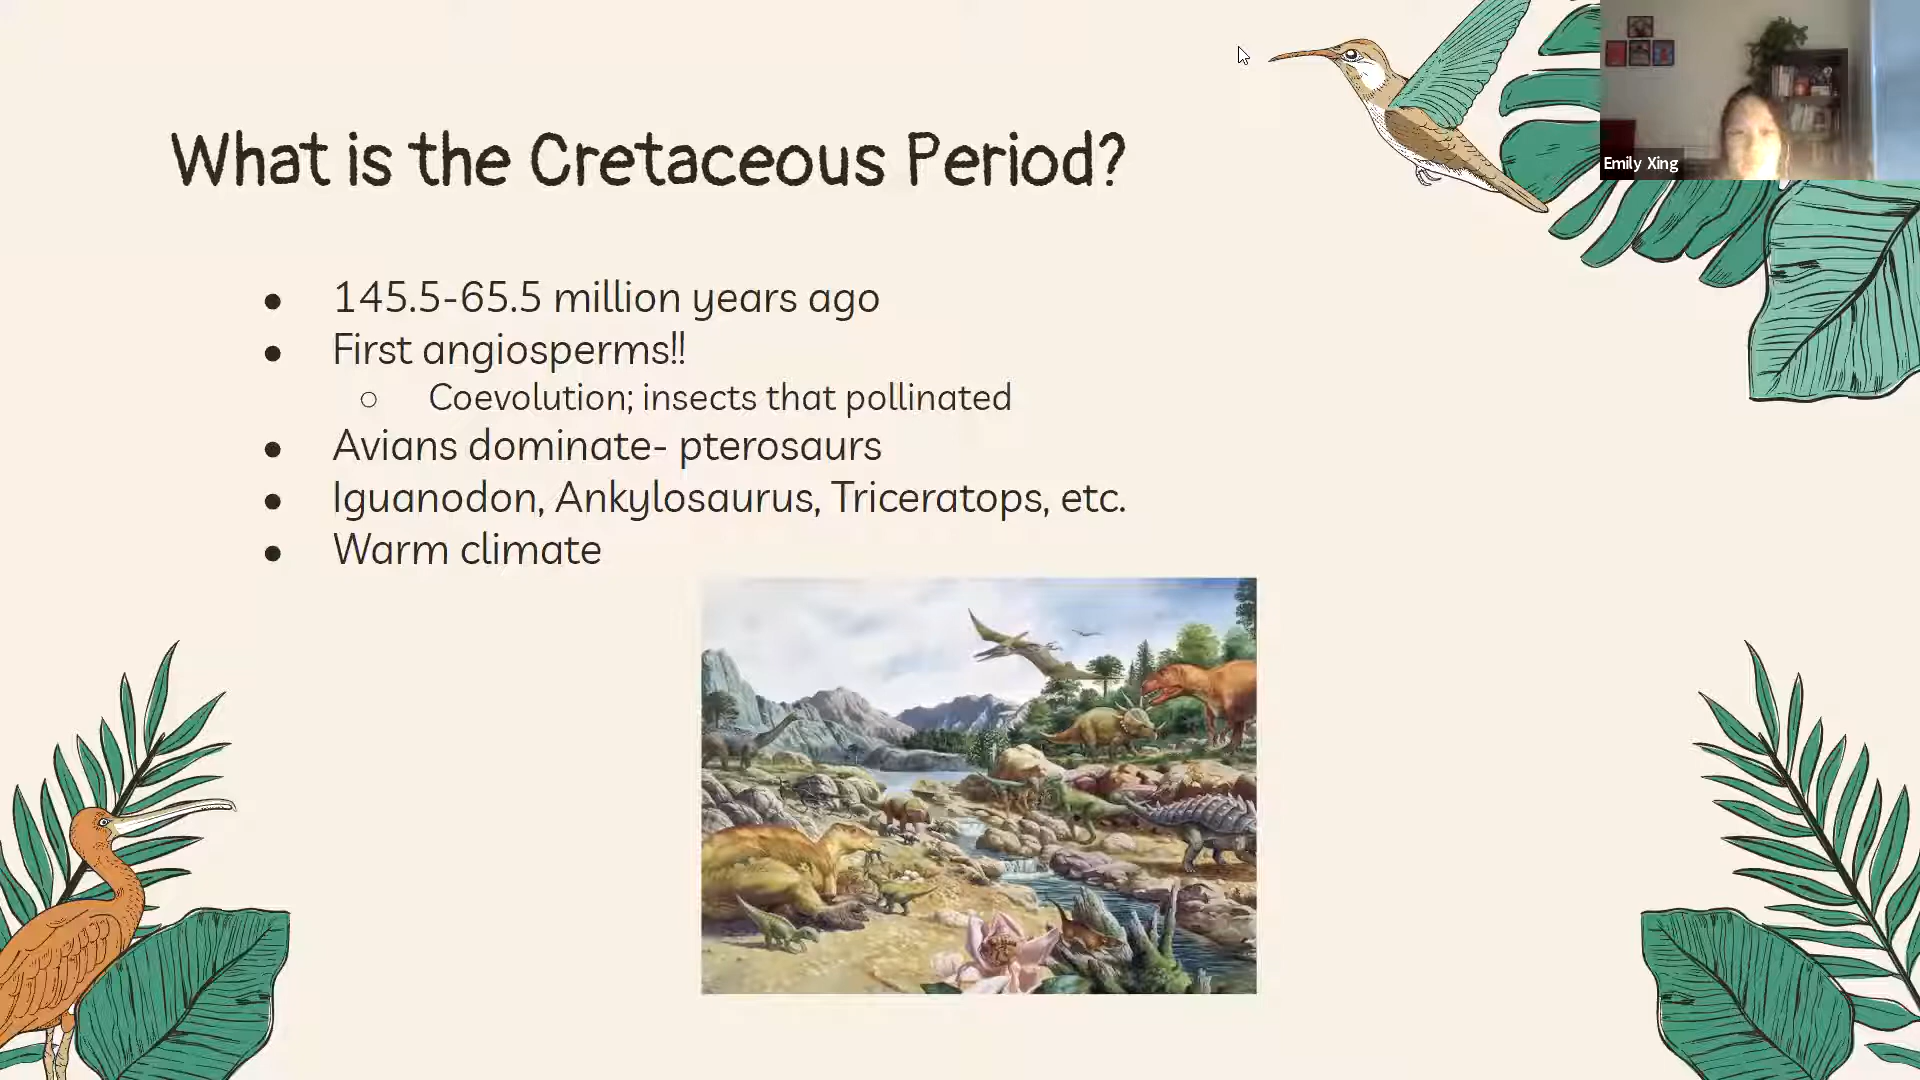 What is the Cretaceous Period?
Emily Xing
● 145.5-65.5 million years ago
● First angiosperms!!
○ Coevolution; insects that pollinated
● Avians dominate- pterosaurs
● Iguanodon, Ankylosaurus, Triceratops, etc.
● Warm climate